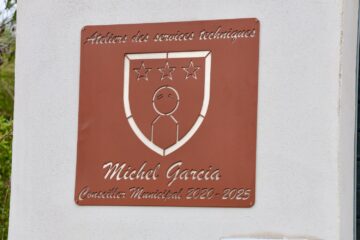 Ateliers des services techniques
Michel Garcia
Conseiller Municipal 2020-2025